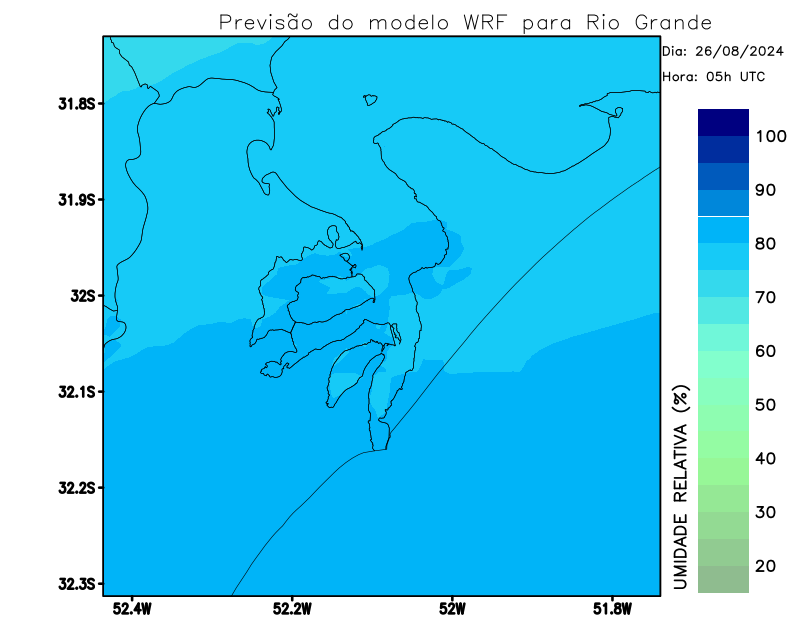 Previsão do modelo WRF para Rio Grande
Dia: 26/08/2024
Hora: 05h UTC
31.8S
31.9S
32S
32.1S
32.2S
32.3S
52.4W
52.2W
52W
51.8W
100
90
80
70
60
50
40
30
20
UMIDADE RELATIVA (%)